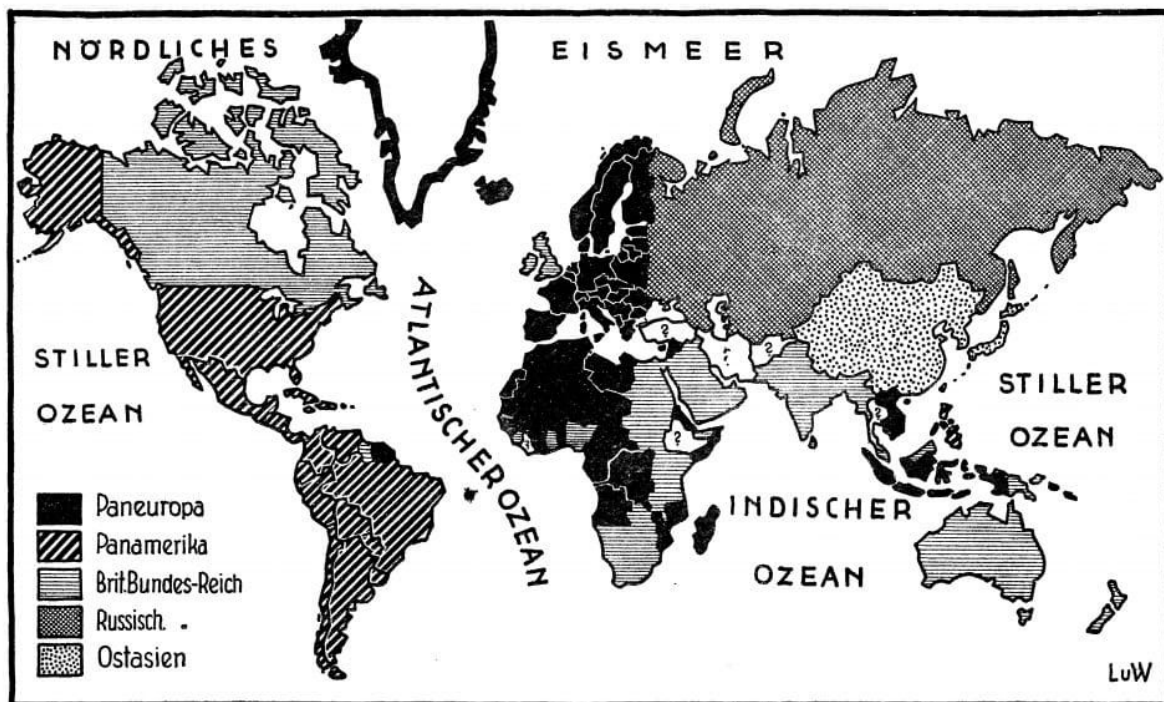 NÖRDLICHES EISMEER
STILLER
OZEAN
ATLANTISCHER OZEAN
STILLER
OZEAN
INDISCHER
OZEAN
?
?
?
?
?
Paneuropa
Panamerika
Brit.Bundes-Reich
Russisch. „
Ostasien
LuW